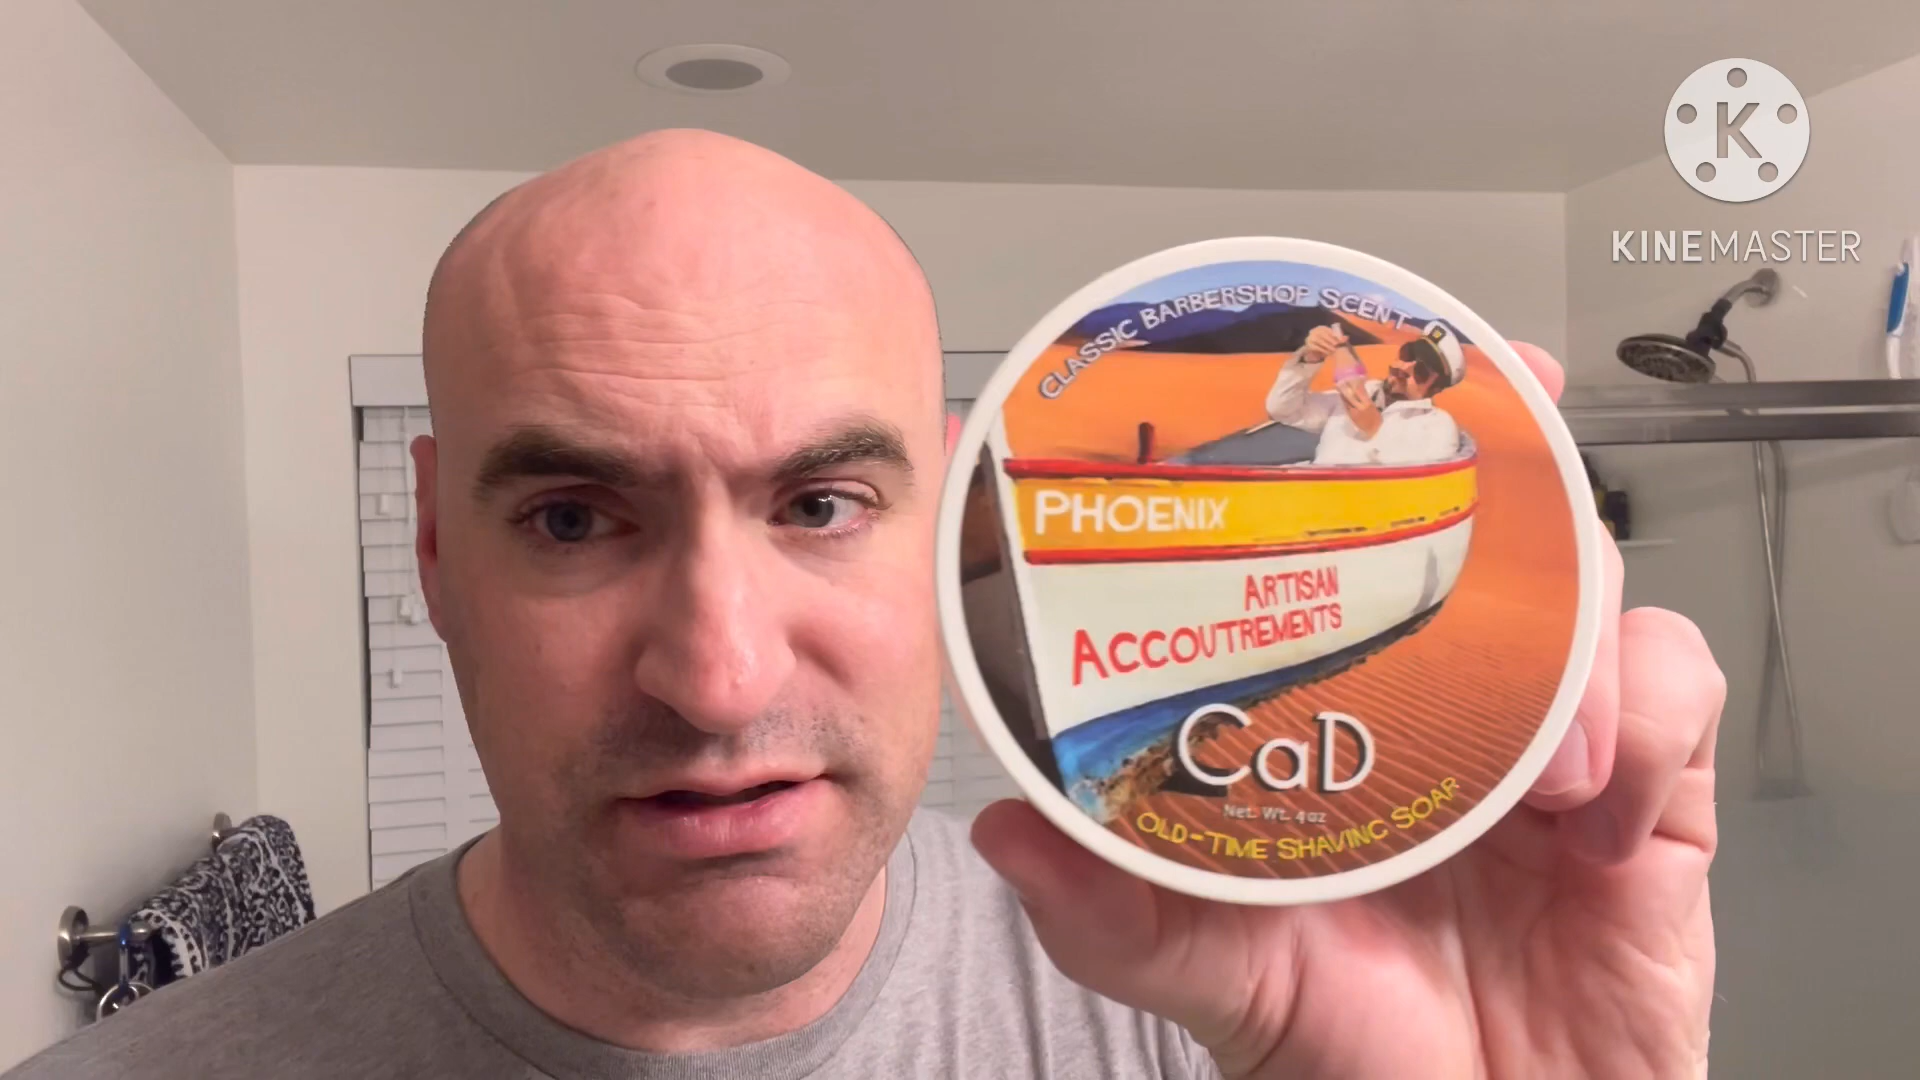 K
KINEMASTER
CLASSIC BARBERSHOP SCENT
PHOENIX
ARTISAN
ACCOUTREMENTS
CaD
Net. Wt. 4oz
OLD-TIME SHAVING SOAP